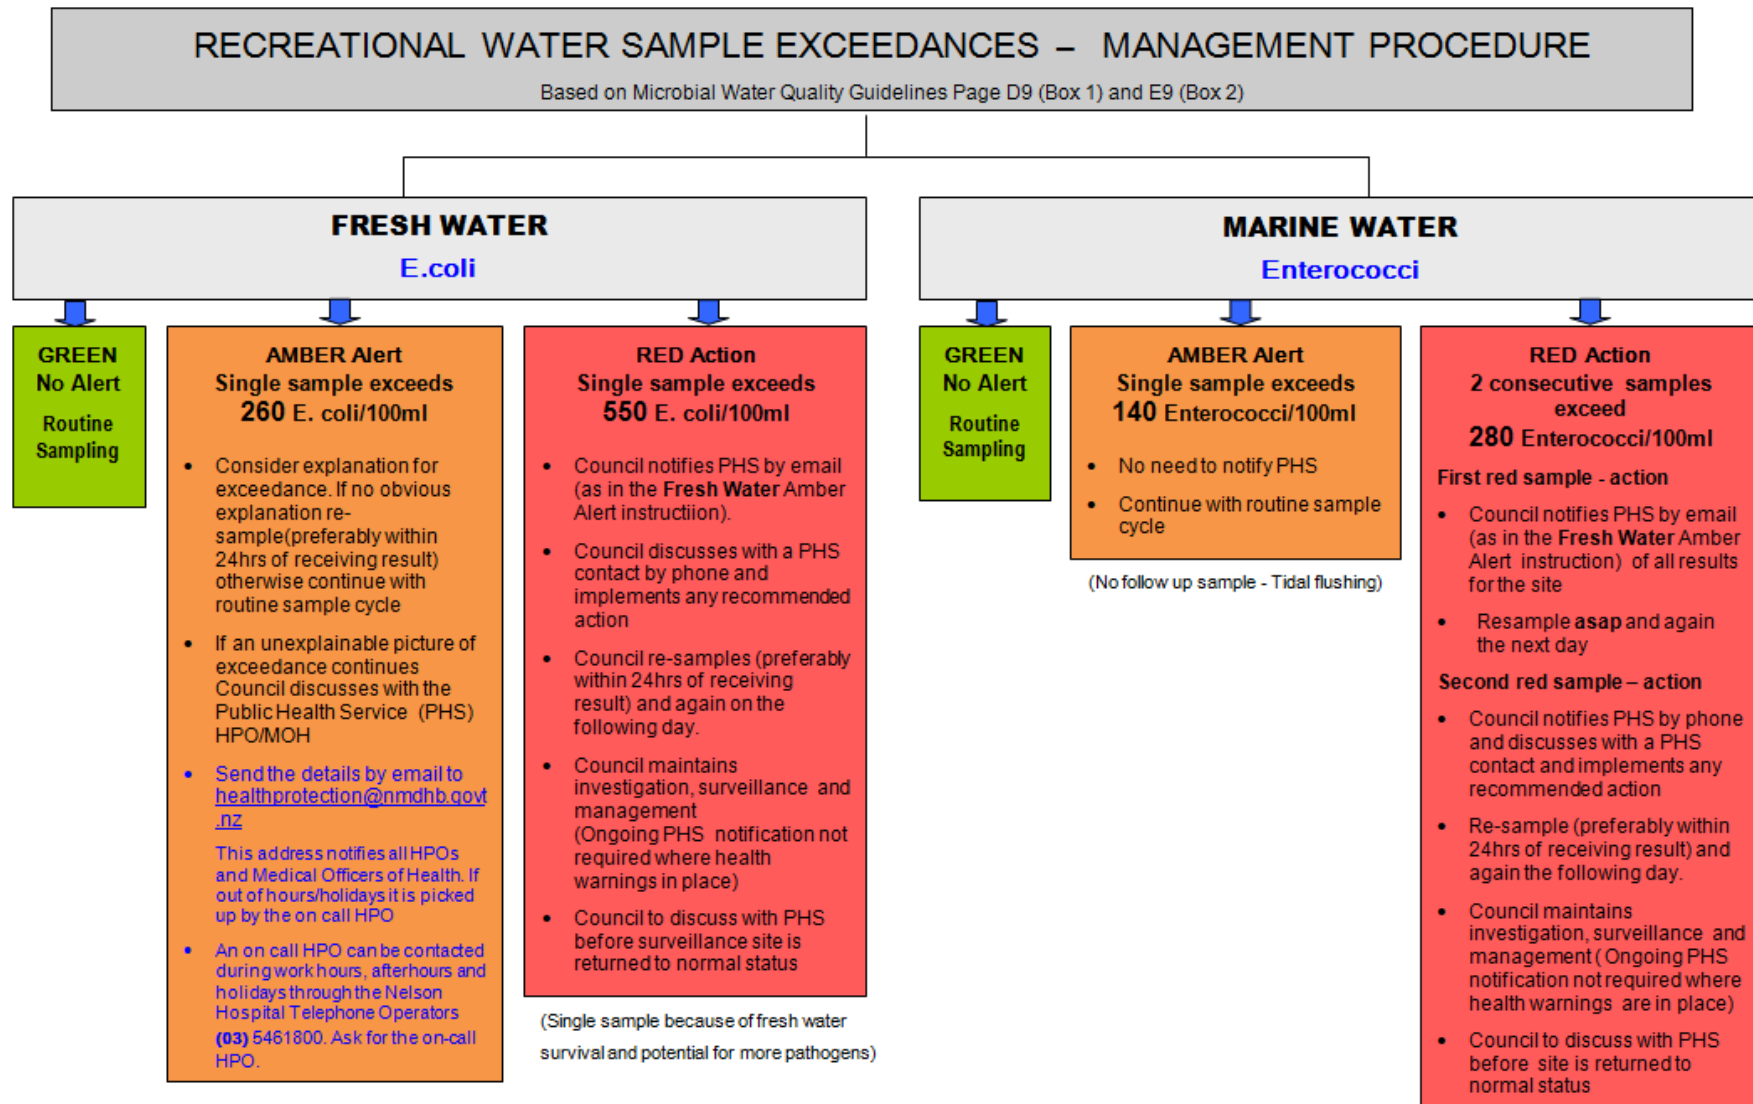 RECREATIONAL WATER SAMPLE EXCEEDANCES – MANAGEMENT PROCEDURE
Based on Microbial Water Quality Guidelines Page D9 (Box 1) and E9 (Box 2)
FRESH WATER
E.coli
GREEN
No Alert
Routine
Sampling
AMBER Alert
Single sample exceeds
260 E. coli/100ml
• Consider explanation for
exceedance. If no obvious
explanation re-
sample(preferably within
24hrs of receiving result)
otherwise continue with
routine sample cycle
• If an unexplainable picture of
exceedance continues
Council discusses with the
Public Health Service (PHS)
HPO/MOH
• Send the details by email to
healthprotection@nmdhb.govt
.nz
This address notifies all HPOs
and Medical Officers of Health. If
out of hours/holidays it is picked
up by the on call HPO
• An on call HPO can be contacted
during work hours, afterhours and
holidays through the Nelson
Hospital Telephone Operators
(03) 5461800. Ask for the on-call
HPO.
RED Action
Single sample exceeds
550 E. coli/100ml
• Council notifies PHS by email
(as in the Fresh Water Amber
Alert instructiion).
• Council discusses with a PHS
contact by phone and
implements any recommended
action
• Council re-samples (preferably
within 24hrs of receiving
result) and again on the
following day.
• Council maintains
investigation, surveillance and
management
(Ongoing PHS notification not
required where health
warnings in place)
• Council to discuss with PHS
before surveillance site is
returned to normal status
(Single sample because of fresh water
survival and potential for more pathogens)
MARINE WATER
Enterococci
GREEN
No Alert
Routine
Sampling
AMBER Alert
Single sample exceeds
140 Enterococci/100ml
• No need to notify PHS
• Continue with routine sample
cycle
(No follow up sample - Tidal flushing)
RED Action
2 consecutive samples
exceed
280 Enterococci/100ml
First red sample - action
• Council notifies PHS by email
(as in the Fresh Water Amber
Alert instruction) of all results
for the site
• Resample asap and again
the next day
Second red sample – action
• Council notifies PHS by phone
and discusses with a PHS
contact and implements any
recommended action
• Re-sample (preferably within
24hrs of receiving result) and
again the following day.
• Council maintains
investigation, surveillance and
management ( Ongoing PHS
notification not required where
health warnings are in place)
• Council to discuss with PHS
before site is returned to
normal status